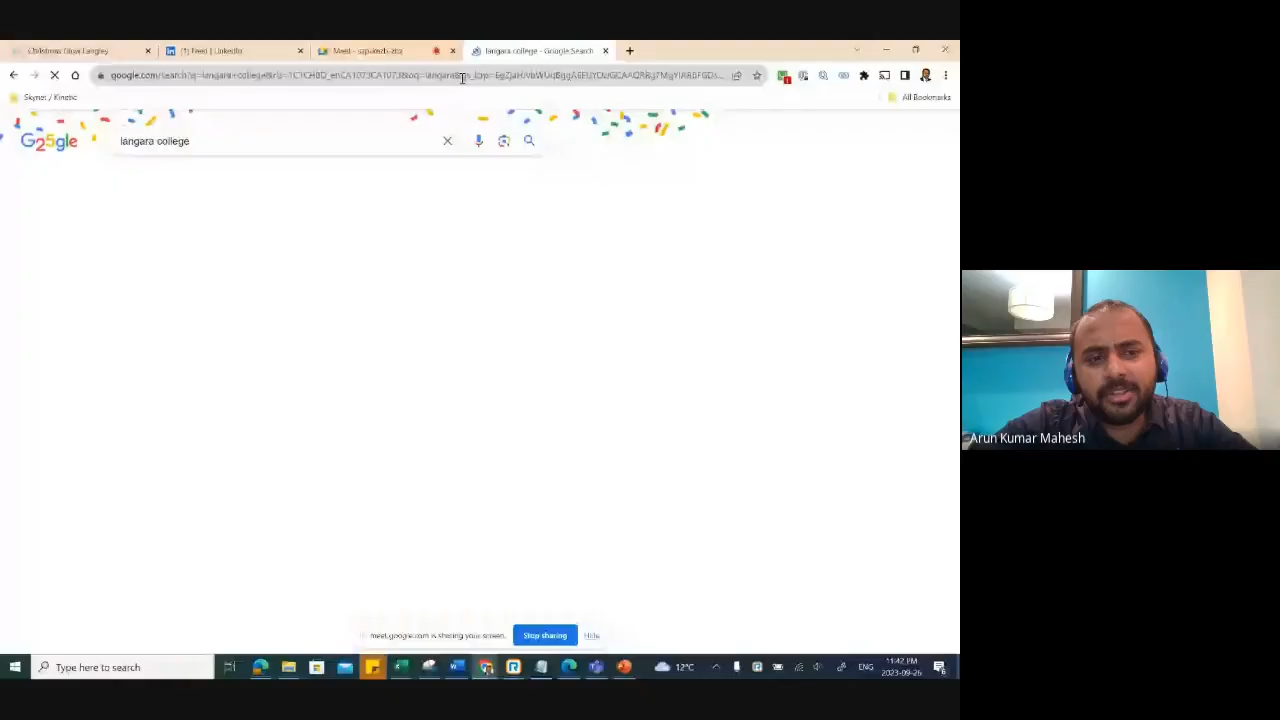 Christmas Glow Langley
(1) Feed | LinkedIn
langara college - Google Search
Skynet / Kinetic
All Bookmarks
G25gle
langara college
meet.google.com is sharing your screen.
Stop sharing
Hide
Arun Kumar Mahesh
Type here to search
12°C
ENG
11:42 PM
2023-09-26